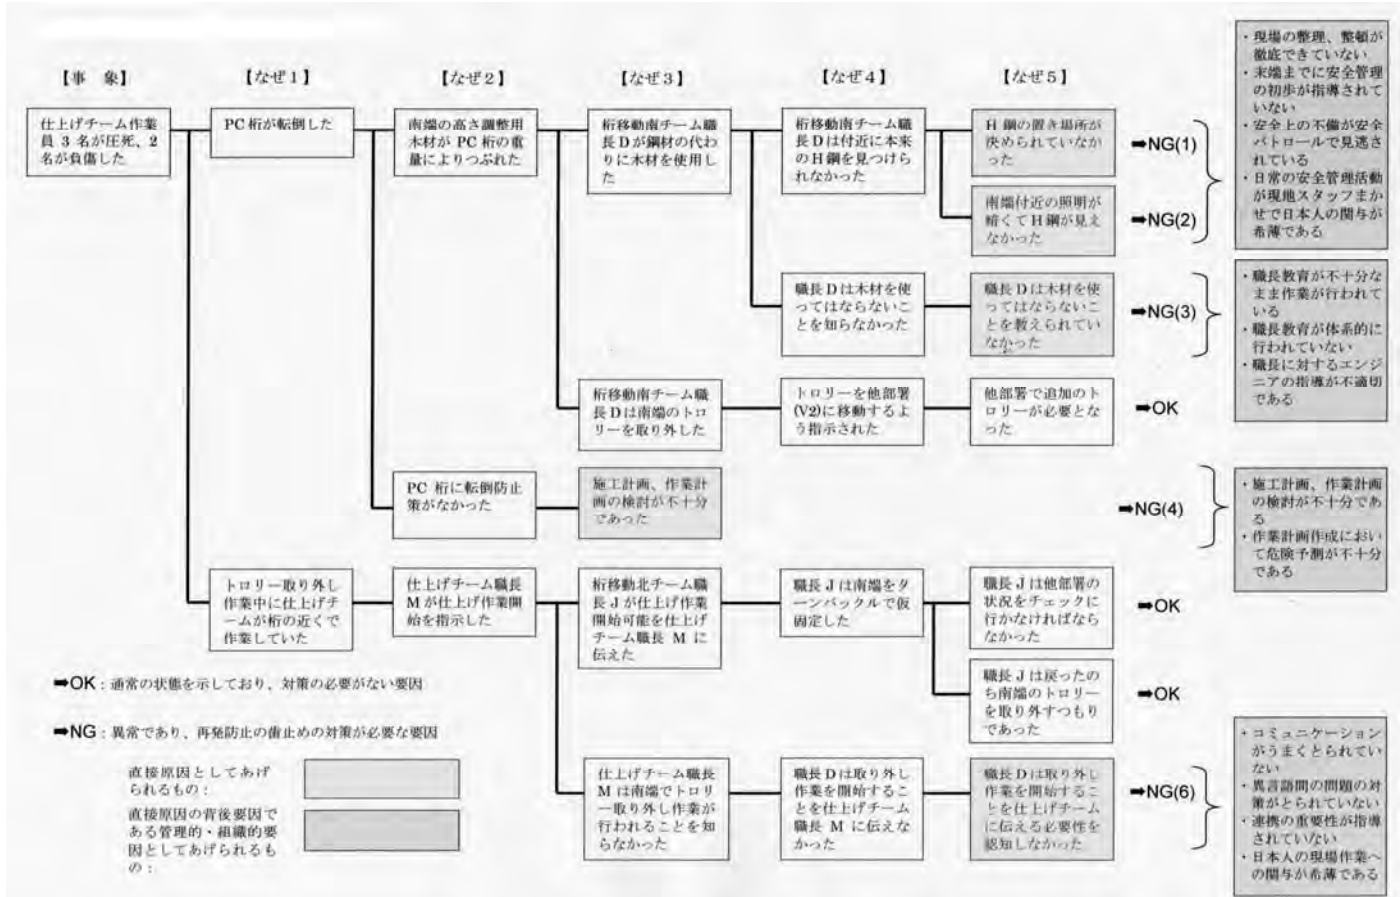 【事　象】
【なぜ1】
【なぜ2】
【なぜ3】
【なぜ4】
【なぜ5】
仕上げチーム作業
員 3 名が圧死、2
名が負傷した
PC 桁が転倒した
南端の高さ調整用
木材が PC 桁の重
量によりつぶれた
桁移動南チーム職
長 D が鋼材の代わ
りに木材を使用し
た
桁移動南チーム職
長 D は付近に本来
の H 鋼を見つけら
れなかった
H 鋼の置き場所が
決められていなか
った
➡NG(1)
南端付近の照明が
暗くて H 鋼が見え
なかった
➡NG(2)
・現場の整理、整頓が
徹底できていない
・末端までに安全管理
の初歩が指導されて
いない
・安全上の不備が安全
パトロールで見逃さ
れている
・日常の安全管理活動
が現地スタッフまか
せで日本人の関与が
希薄である
職長 D は木材を使
ってはならないこ
とを知らなかった
職長 D は木材を使
ってはならないこ
とを教えられてい
なかった
➡NG(3)
・職長教育が不十分な
まま作業が行われて
いる
・職長教育が体系的に
行われていない
・職長に対するエンジ
ニアの指導が不適切
である
桁移動南チーム職
長 D は南端のトロ
リーを取り外した
トロリーを他部署
(V2)に移動するよ
う指示された
他部署で追加のト
ロリーが必要とな
った
➡OK
PC 桁に転倒防止
策がなかった
施工計画、作業計
画の検討が不十分
であった
➡NG(4)
・施工計画、作業計画
の検討が不十分であ
る
・作業計画作成におい
て危険予測が不十分
である
トロリー取り外し
作業中に仕上げチ
ームが桁の近くで
作業していた
仕上げチーム職長
M が仕上げ作業開
始を指示した
桁移動北チーム職
長 J が仕上げ作業
開始可能を仕上げ
チーム職長 M に
伝えた
職長 J は南端をタ
ーンバックルで仮
固定した
職長 J は他部署の
状況をチェックに
行かなければなら
なかった
➡OK
職長 J は戻ったの
ち南端のトロリー
を取り外すつもり
であった
➡OK
仕上げチーム職長
M は南端でトロリ
ー取り外し作業が
行われることを知
らなかった
職長 D は取り外し
作業を開始するこ
とを仕上げチーム
職長 M に伝えな
かった
職長 D は取り外し
作業を開始するこ
とを仕上げチーム
に伝える必要性を
認知しなかった
➡NG(6)
・コミュニケーション
がうまくとられてい
ない
・異言語間の問題の対
策がとられていない
・連携の重要性が指導
されていない
・日本人の現場作業へ
の関与が希薄である
➡OK：通常の状態を示しており、対策の必要がない要因
➡NG：異常であり、再発防止の歯止めの対策が必要な要因
直接原因としてあげ
られるもの：
直接原因の背後要因で
ある管理的・組織的要
因としてあげられるも
の：